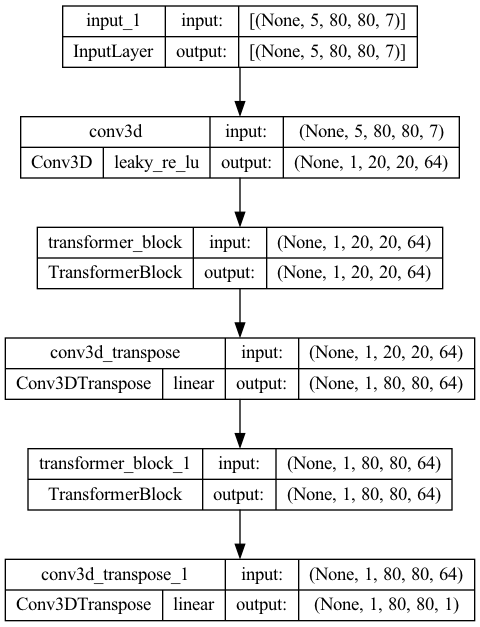 input_1 input: [(None, 5, 80, 80, 7)]
InputLayer output: [(None, 5, 80, 80, 7)]
conv3d input: (None, 5, 80, 80, 7)
Conv3D leaky_re_lu output: (None, 1, 20, 20, 64)
transformer_block input: (None, 1, 20, 20, 64)
TransformerBlock output: (None, 1, 20, 20, 64)
conv3d_transpose input: (None, 1, 20, 20, 64)
Conv3DTranspose linear output: (None, 1, 80, 80, 64)
transformer_block_1 input: (None, 1, 80, 80, 64)
TransformerBlock output: (None, 1, 80, 80, 64)
conv3d_transpose_1 input: (None, 1, 80, 80, 64)
Conv3DTranspose linear output: (None, 1, 80, 80, 1)